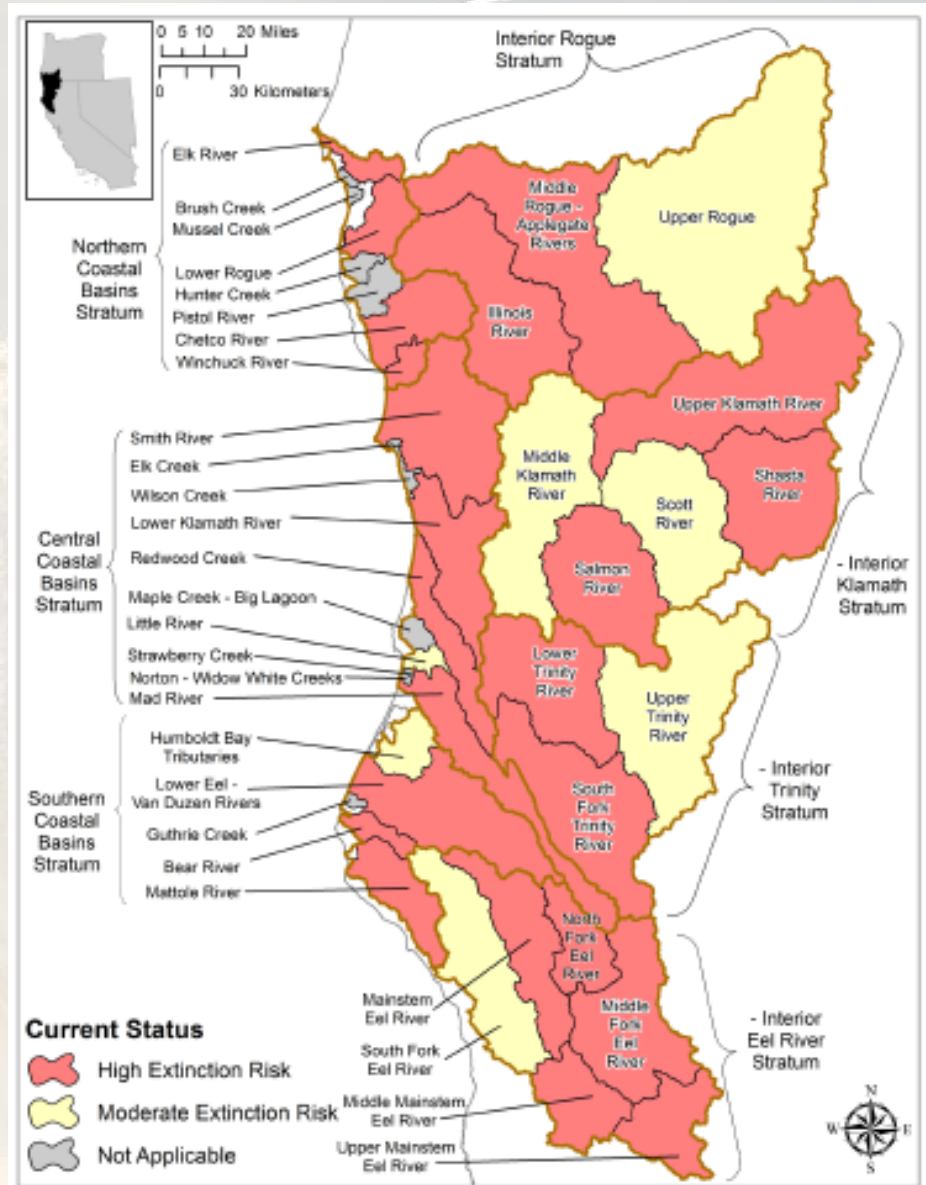 0 5 10 20 Miles
0 30 Kilometers
Interior Rogue
Stratum
Elk River
Brush Creek
Mussel Creek
Northern
Coastal
Basins
Stratum
Lower Rogue
Hunter Creek
Pistol River
Chetco River
Winchuck River
Middle
Rogue -
Applegate
Rivers
Upper Rogue
Illinois
River
Upper Klamath River
Smith River
Elk Creek
Wilson Creek
Lower Klamath River
Central
Coastal
Basins
Stratum
Redwood Creek
Maple Creek - Big Lagoon
Little River
Strawberry Creek
Norton - Widow White Creeks
Mad River
Middle
Klamath
River
Scott
River
Shasta
River
Salmon
River
- Interior
Klamath
Stratum
Lower
Trinity
River
Upper
Trinity
River
South
Fork
Trinity
River
- Interior
Trinity
Stratum
Humboldt Bay
Tributaries
Lower Eel -
Van Duzen Rivers
Southern
Coastal
Basins
Stratum
Guthrie Creek
Bear River
Mattole River
North
Fork
Eel
River
Mainstem
Eel River
Middle
Fork
Eel
River
South Fork
Eel River
- Interior
Eel River
Stratum
Middle Mainstem
Eel River
Upper Mainstem
Eel River
Current Status
High Extinction Risk
Moderate Extinction Risk
Not Applicable
N
W E
S